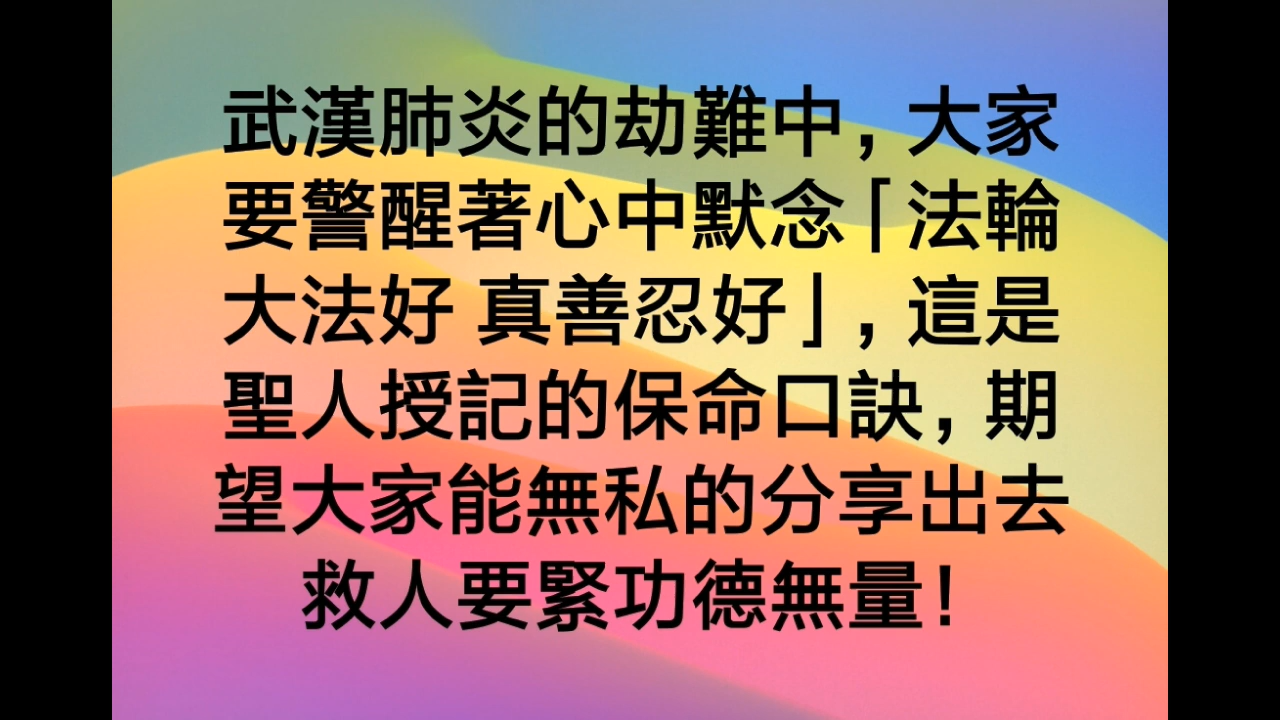 武漢肺炎的劫難中，大家
要警醒著心中默念「法輪
大法好 真善忍好」，這是
聖人授記的保命口訣，期
望大家能無私的分享出去
救人要緊功德無量！